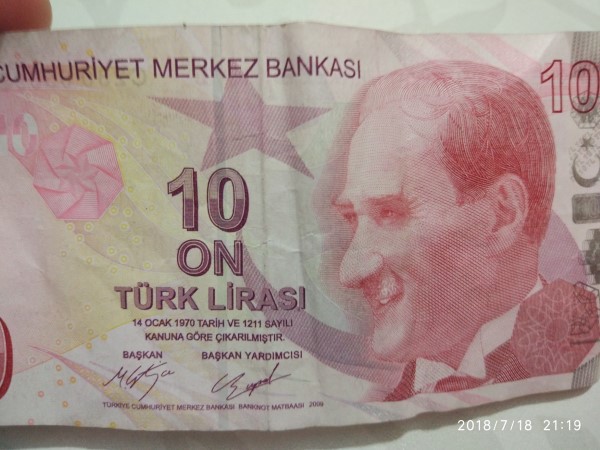 CUMHURİYET MERKEZ BANKASI
10
10
ON
TÜRK LİRASI
14 OCAK 1970 TARİH VE 1211 SAYILI
KANUNA GÖRE ÇIKARILMIŞTIR.
BAŞKAN BAŞKAN YARDIMCISI
TÜRKİYE CUMHURİYET MERKEZ BANKASI BANKNOT MATBAASI 2009
2018/7/18 21:19